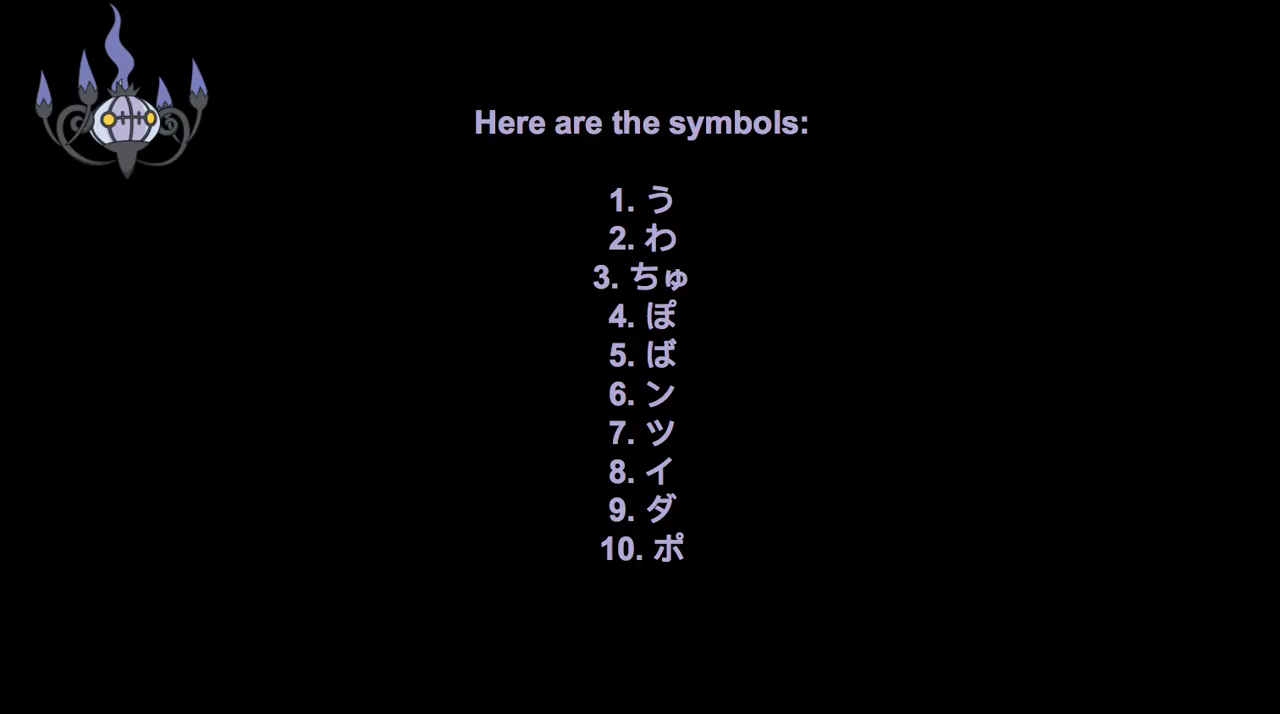 Here are the symbols:
1. う
2. わ
3. ちゅ
4. ぽ
5. ば
6. ン
7. ツ
8. イ
9. ダ
10. ポ